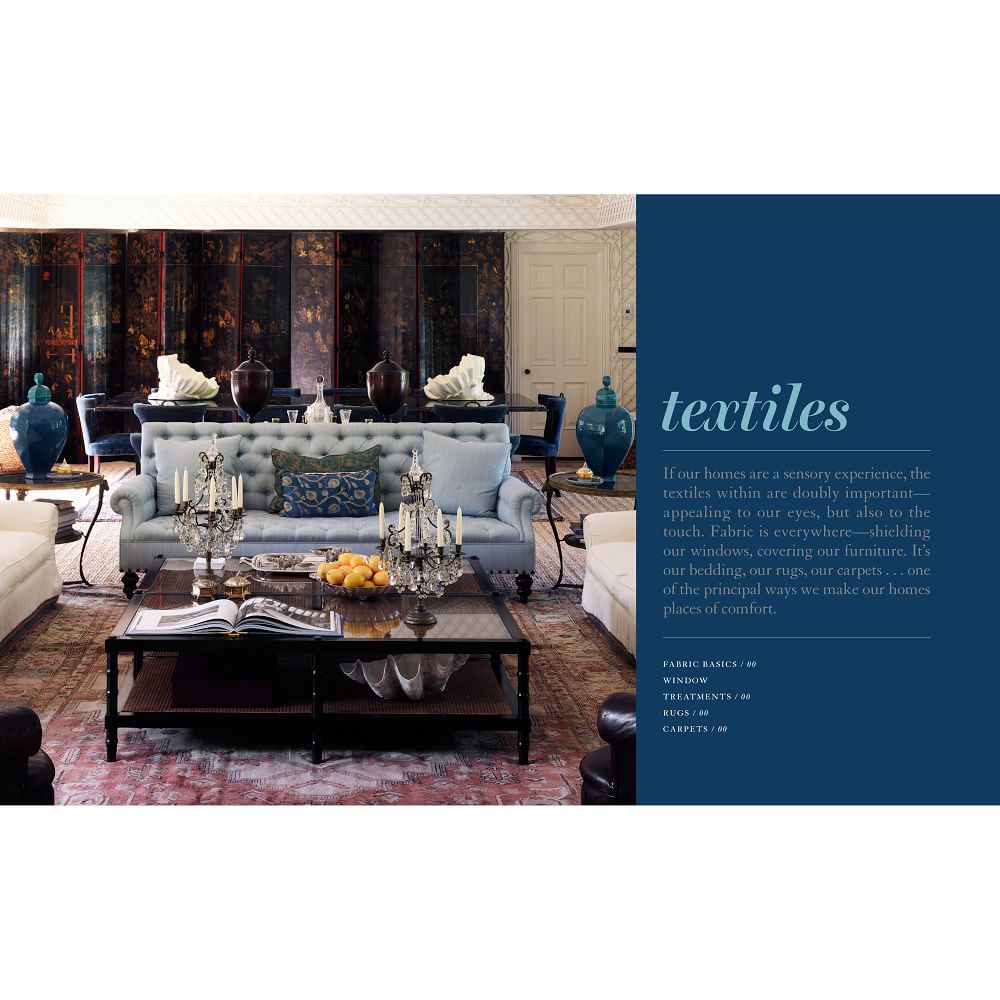 textiles
If our homes are a sensory experience, the
textiles within are doubly important—
appealing to our eyes, but also to the
touch. Fabric is everywhere—shielding
our windows, covering our furniture. It’s
our bedding, our rugs, our carpets . . . one
of the principal ways we make our homes
places of comfort.
FABRIC BASICS / 00
WINDOW
TREATMENTS / 00
RUGS / 00
CARPETS / 00